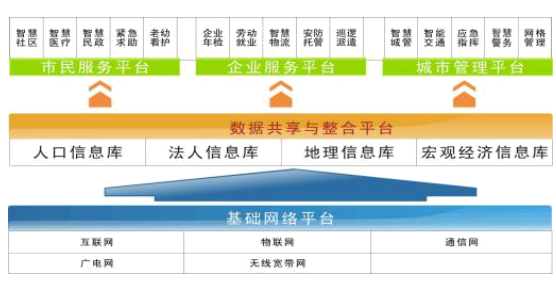 智慧 智慧 智慧 紧急 老幼 企业 劳动 智慧 安防 巡逻 智慧 智能 应急 智慧 网格
社区 医疗 民政 求助 看护 年检 就业 物流 托管 派遣 城管 交通 指挥 警务 管理
市民服务平台 企业服务平台 城市管理平台
数据共享与整合平台
人口信息库 法人信息库 地理信息库 宏观经济信息库
基础网络平台
互联网 物联网 通信网
广电网 无线宽带网